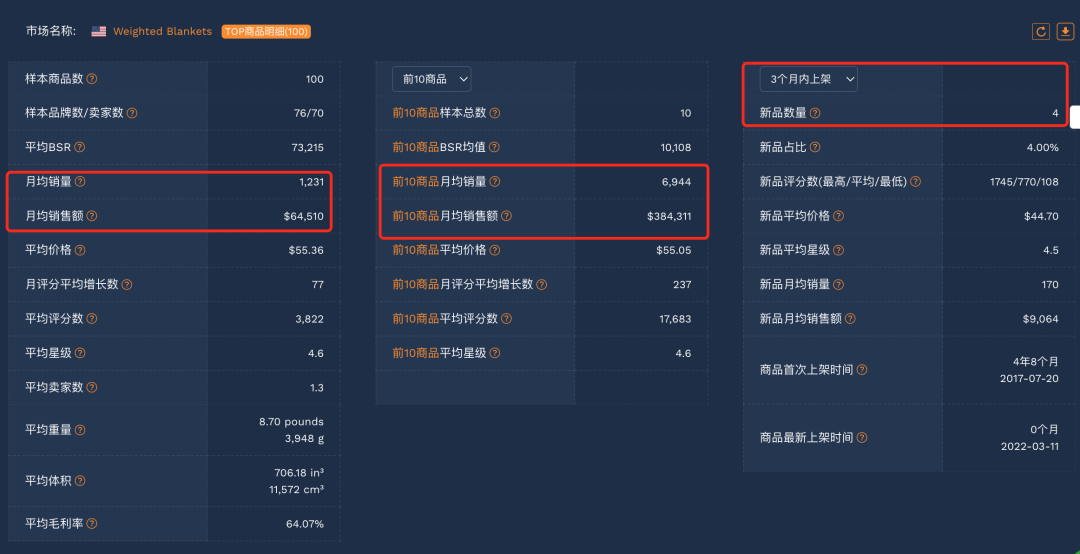 市场名称: Weighted Blankets TOP商品明细(100)
样本商品数 100
样本品牌数/卖家数 76/70
平均BSR 73,215
月均销量 1,231
月均销售额 $64,510
平均价格 $55.36
月评分平均增长数 77
平均评分数 3,822
平均星级 4.6
平均卖家数 1.3
平均重量 8.70 pounds
3,948 g
平均体积 706.18 in³
11,572 cm³
平均毛利率 64.07%
前10商品
前10商品样本总数 10
前10商品BSR均值 10,108
前10商品月均销量 6,944
前10商品月均销售额 $384,311
前10商品平均价格 $55.05
前10商品月评分平均增长数 237
前10商品平均评分数 17,683
前10商品平均星级 4.6
3个月内上架
新品数量 4
新品占比 4.00%
新品评分数(最高/平均/最低) 1745/770/108
新品平均价格 $44.70
新品平均星级 4.5
新品月均销量 170
新品月均销售额 $9,064
商品首次上架时间 4年8个月
2017-07-20
商品最新上架时间 0个月
2022-03-11